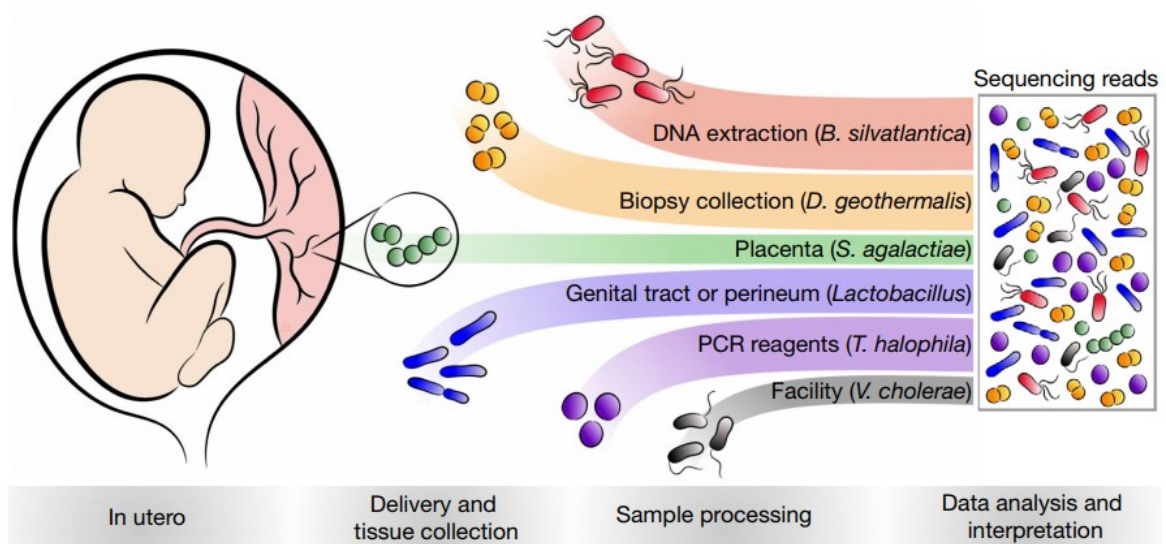 Sequencing reads
DNA extraction (B. silvatlantica)
Biopsy collection (D. geothermalis)
Placenta (S. agalactiae)
Genital tract or perineum (Lactobacillus)
PCR reagents (T. halophila)
Facility (V. cholerae)
In utero
Delivery and
tissue collection
Sample processing
Data analysis and
interpretation